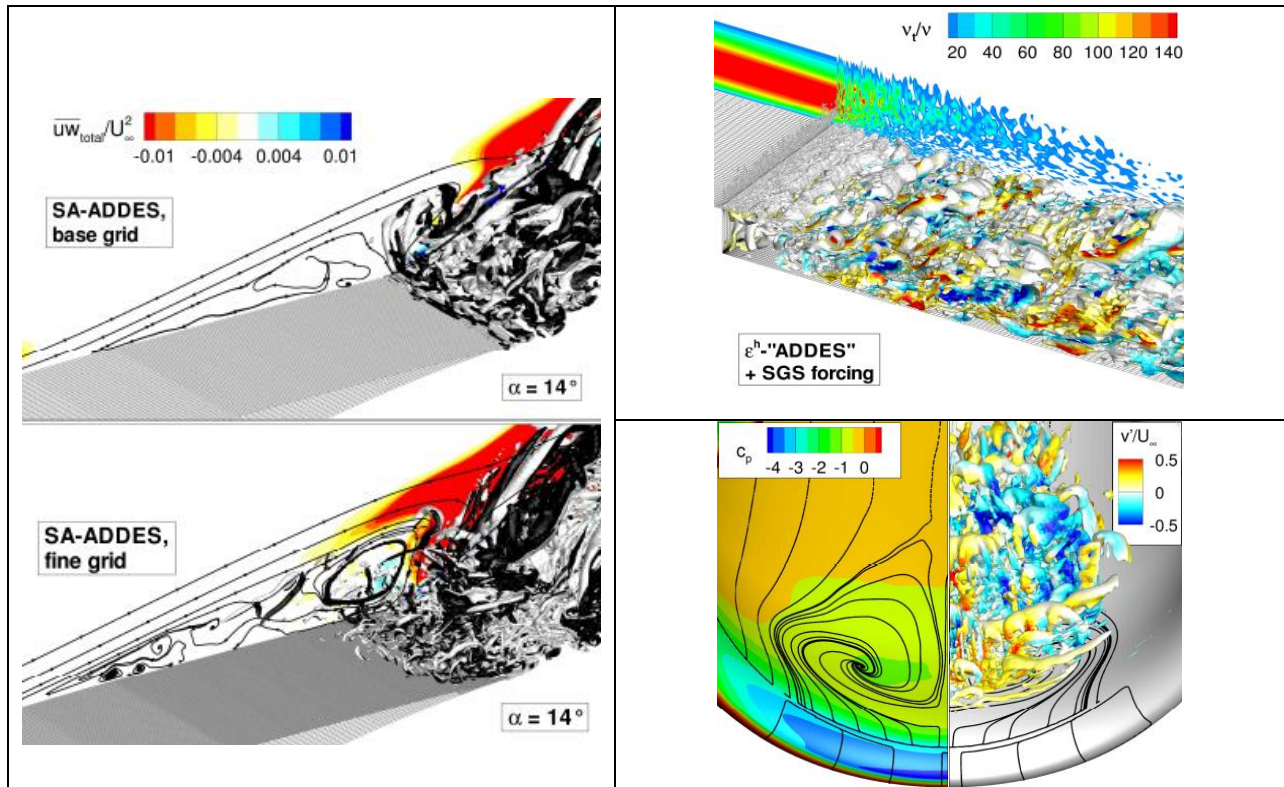 uw total/U∞²
-0.01 -0.004 0.004 0.01
SA-ADDES,
base grid
α = 14°
SA-ADDES,
fine grid
α = 14°
νt/ν
20 40 60 80 100 120 140
εʰ-"ADDES"
+ SGS forcing
cp
-4 -3 -2 -1 0
v'/U∞
0.5
0
-0.5